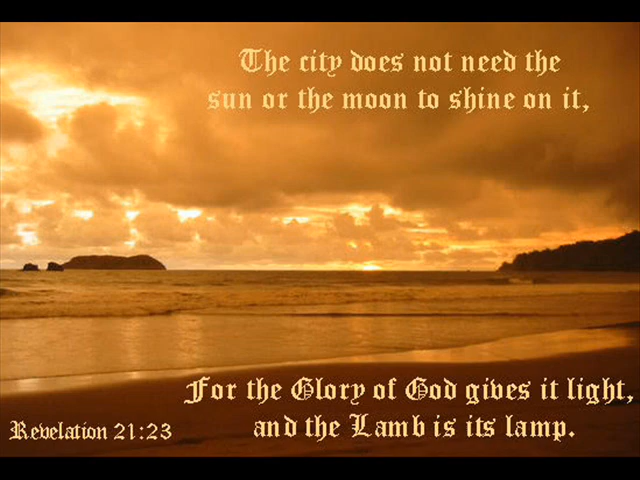 The city does not need the
sun or the moon to shine on it,
For the Glory of God gives it light,
and the Lamb is its lamp.
Revelation 21:23